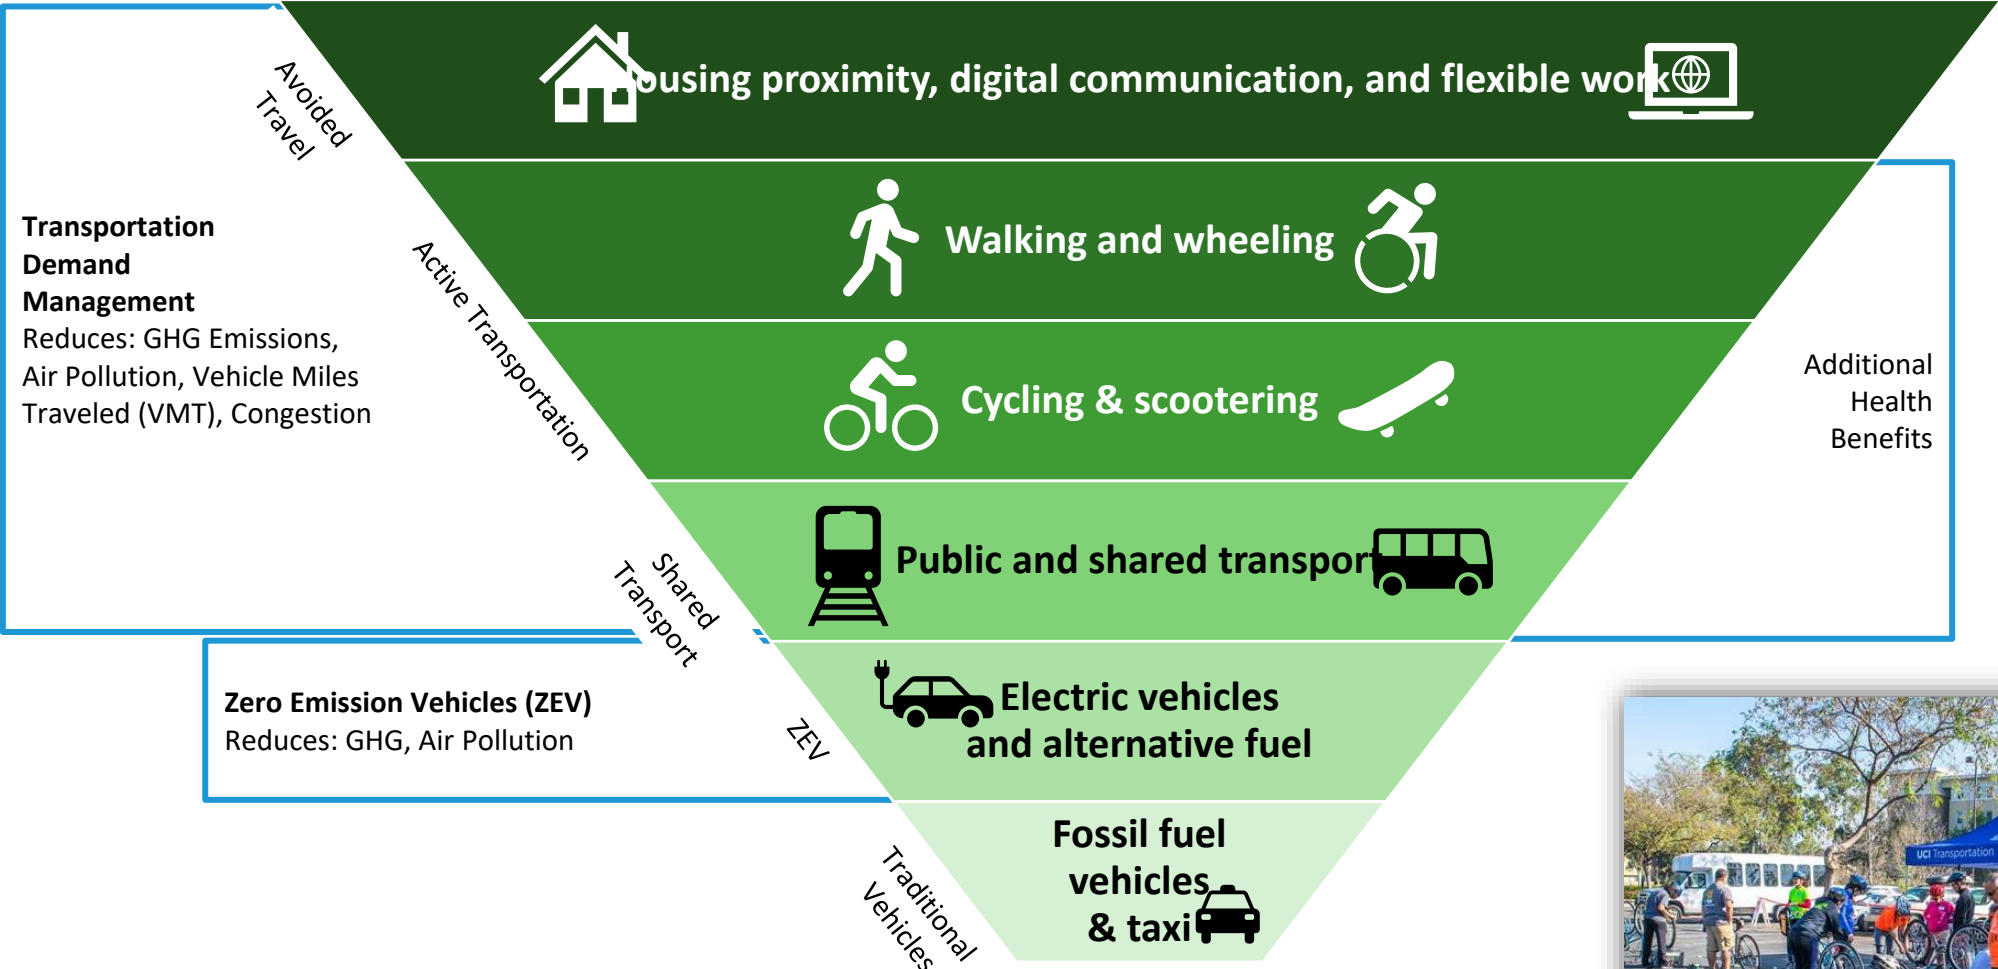 Housing proximity, digital communication, and flexible work
Avoided
Travel
Walking and wheeling
Transportation
Demand
Management
Reduces: GHG Emissions,
Air Pollution, Vehicle Miles
Traveled (VMT), Congestion
Active Transportation
Cycling & scootering
Additional
Health
Benefits
Public and shared transport
Shared
Transport
Zero Emission Vehicles (ZEV)
Reduces: GHG, Air Pollution
ZEV
Electric vehicles
and alternative fuel
Fossil fuel
vehicles
& taxi
Traditional
Vehicles
UCI Transportation